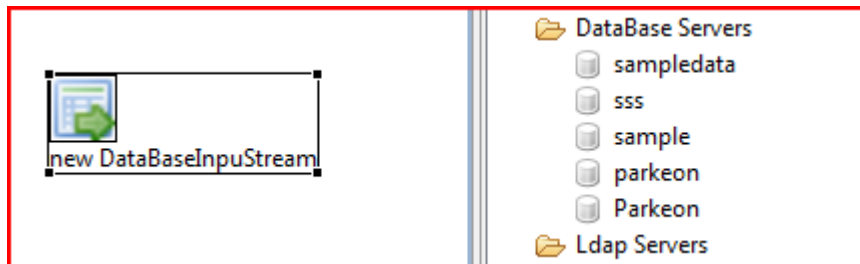 new DataBaseInpuStream
DataBase Servers
sampledata
sss
sample
parkeon
Parkeon
Ldap Servers